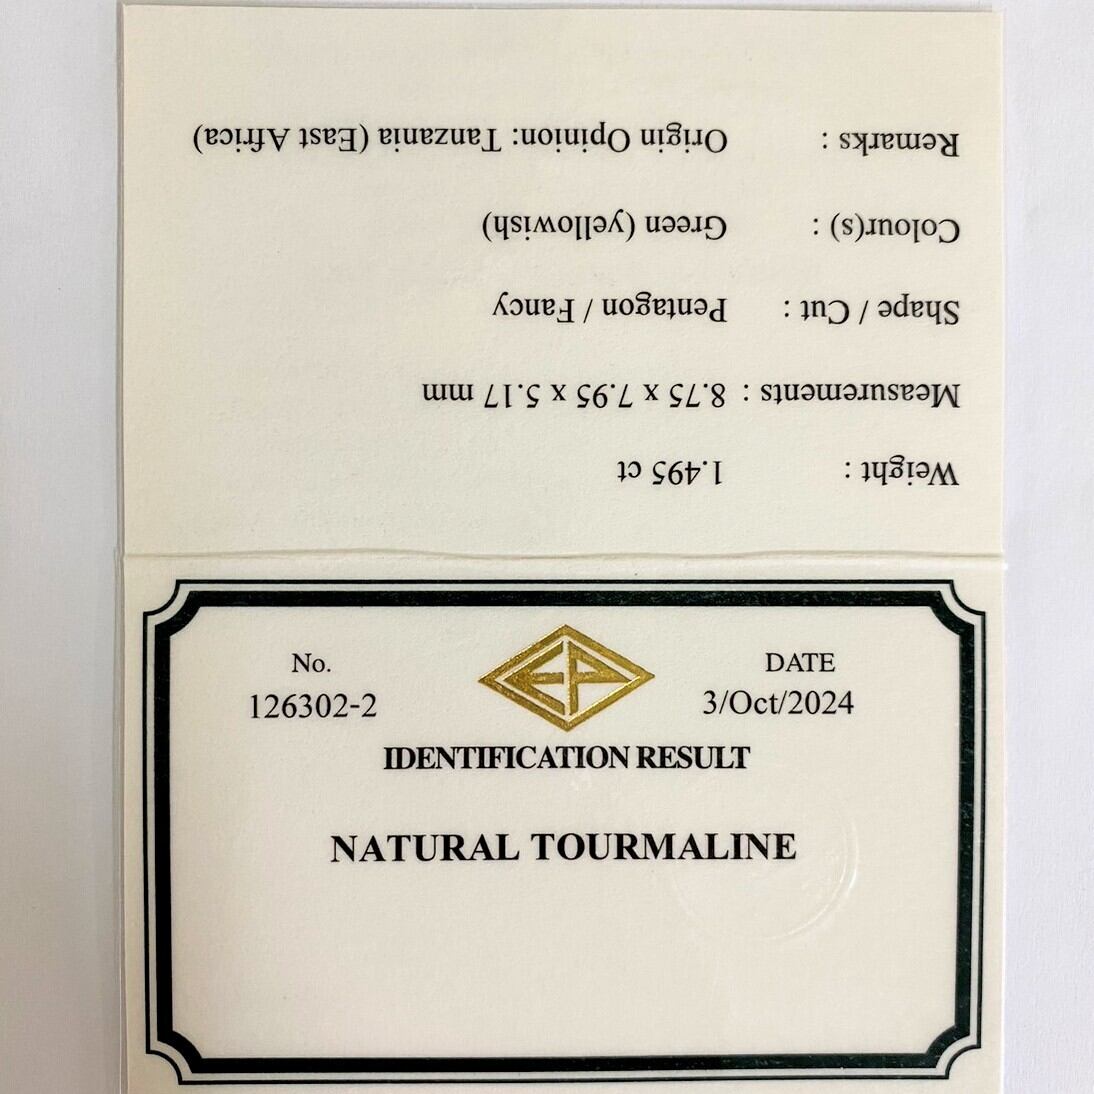 Weight : 1.495 ct
Measurements : 8.75 x 7.95 x 5.17 mm
Shape / Cut : Pentagon / Fancy
Colour(s) : Green (yellowish)
Remarks : Origin Opinion: Tanzania (East Africa)
No.
126302-2
EP
DATE
3/Oct/2024
IDENTIFICATION RESULT
NATURAL TOURMALINE